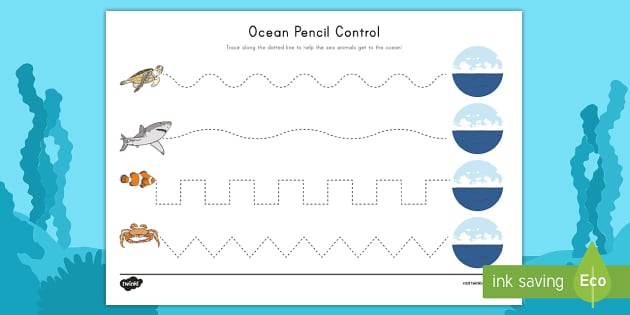 Ocean Pencil Control
Trace along the dotted line to help the sea animals get to the ocean!
twinkl
visit twinkl
ink saving
Eco